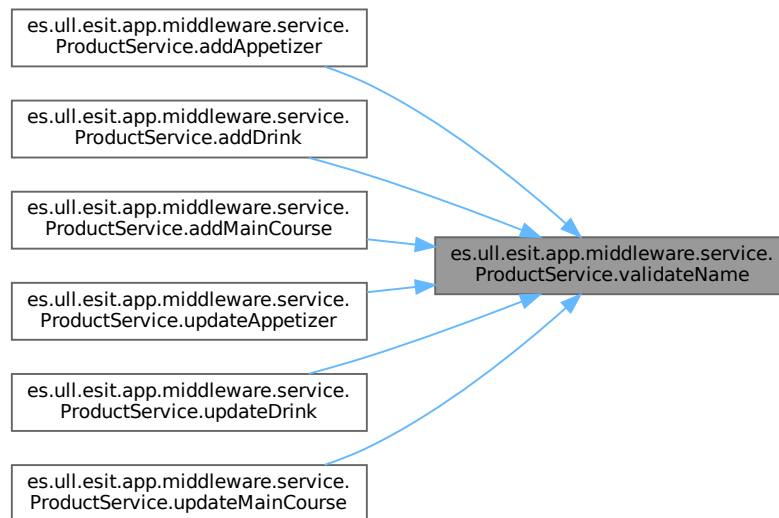 es.ull.esit.app.middleware.service.
ProductService.addAppetizer
es.ull.esit.app.middleware.service.
ProductService.addDrink
es.ull.esit.app.middleware.service.
ProductService.addMainCourse
es.ull.esit.app.middleware.service.
ProductService.validateName
es.ull.esit.app.middleware.service.
ProductService.updateAppetizer
es.ull.esit.app.middleware.service.
ProductService.updateDrink
es.ull.esit.app.middleware.service.
ProductService.updateMainCourse